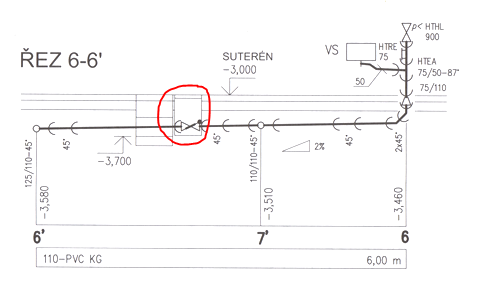 ŘEZ 6-6'
SUTERÉN
−3,000
VS
HTRE
75
50
HTHL
900
HTEA
75/50−87°
75/110
125/110−45°
45°
−3,700
45°
110/110−45°
2%
45°
2x45°
−3,580
−3,510
−3,460
6'
7'
6
110−PVC KG
6,00 m